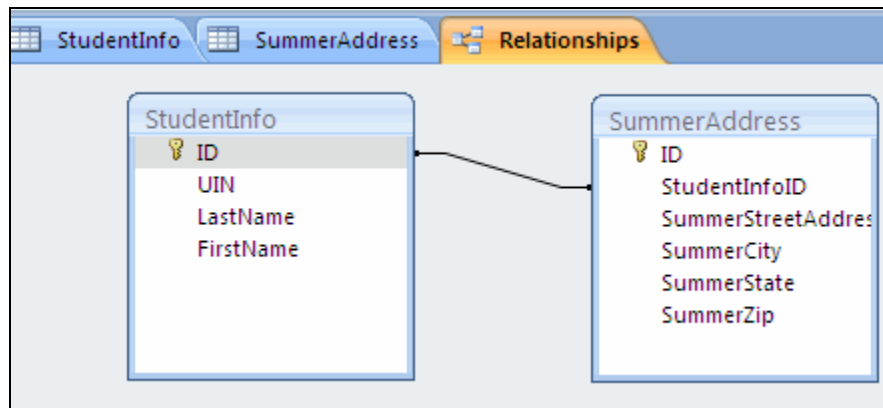 StudentInfo SummerAddress Relationships
StudentInfo
ID
UIN
LastName
FirstName
SummerAddress
ID
StudentInfoID
SummerStreetAddres
SummerCity
SummerState
SummerZip